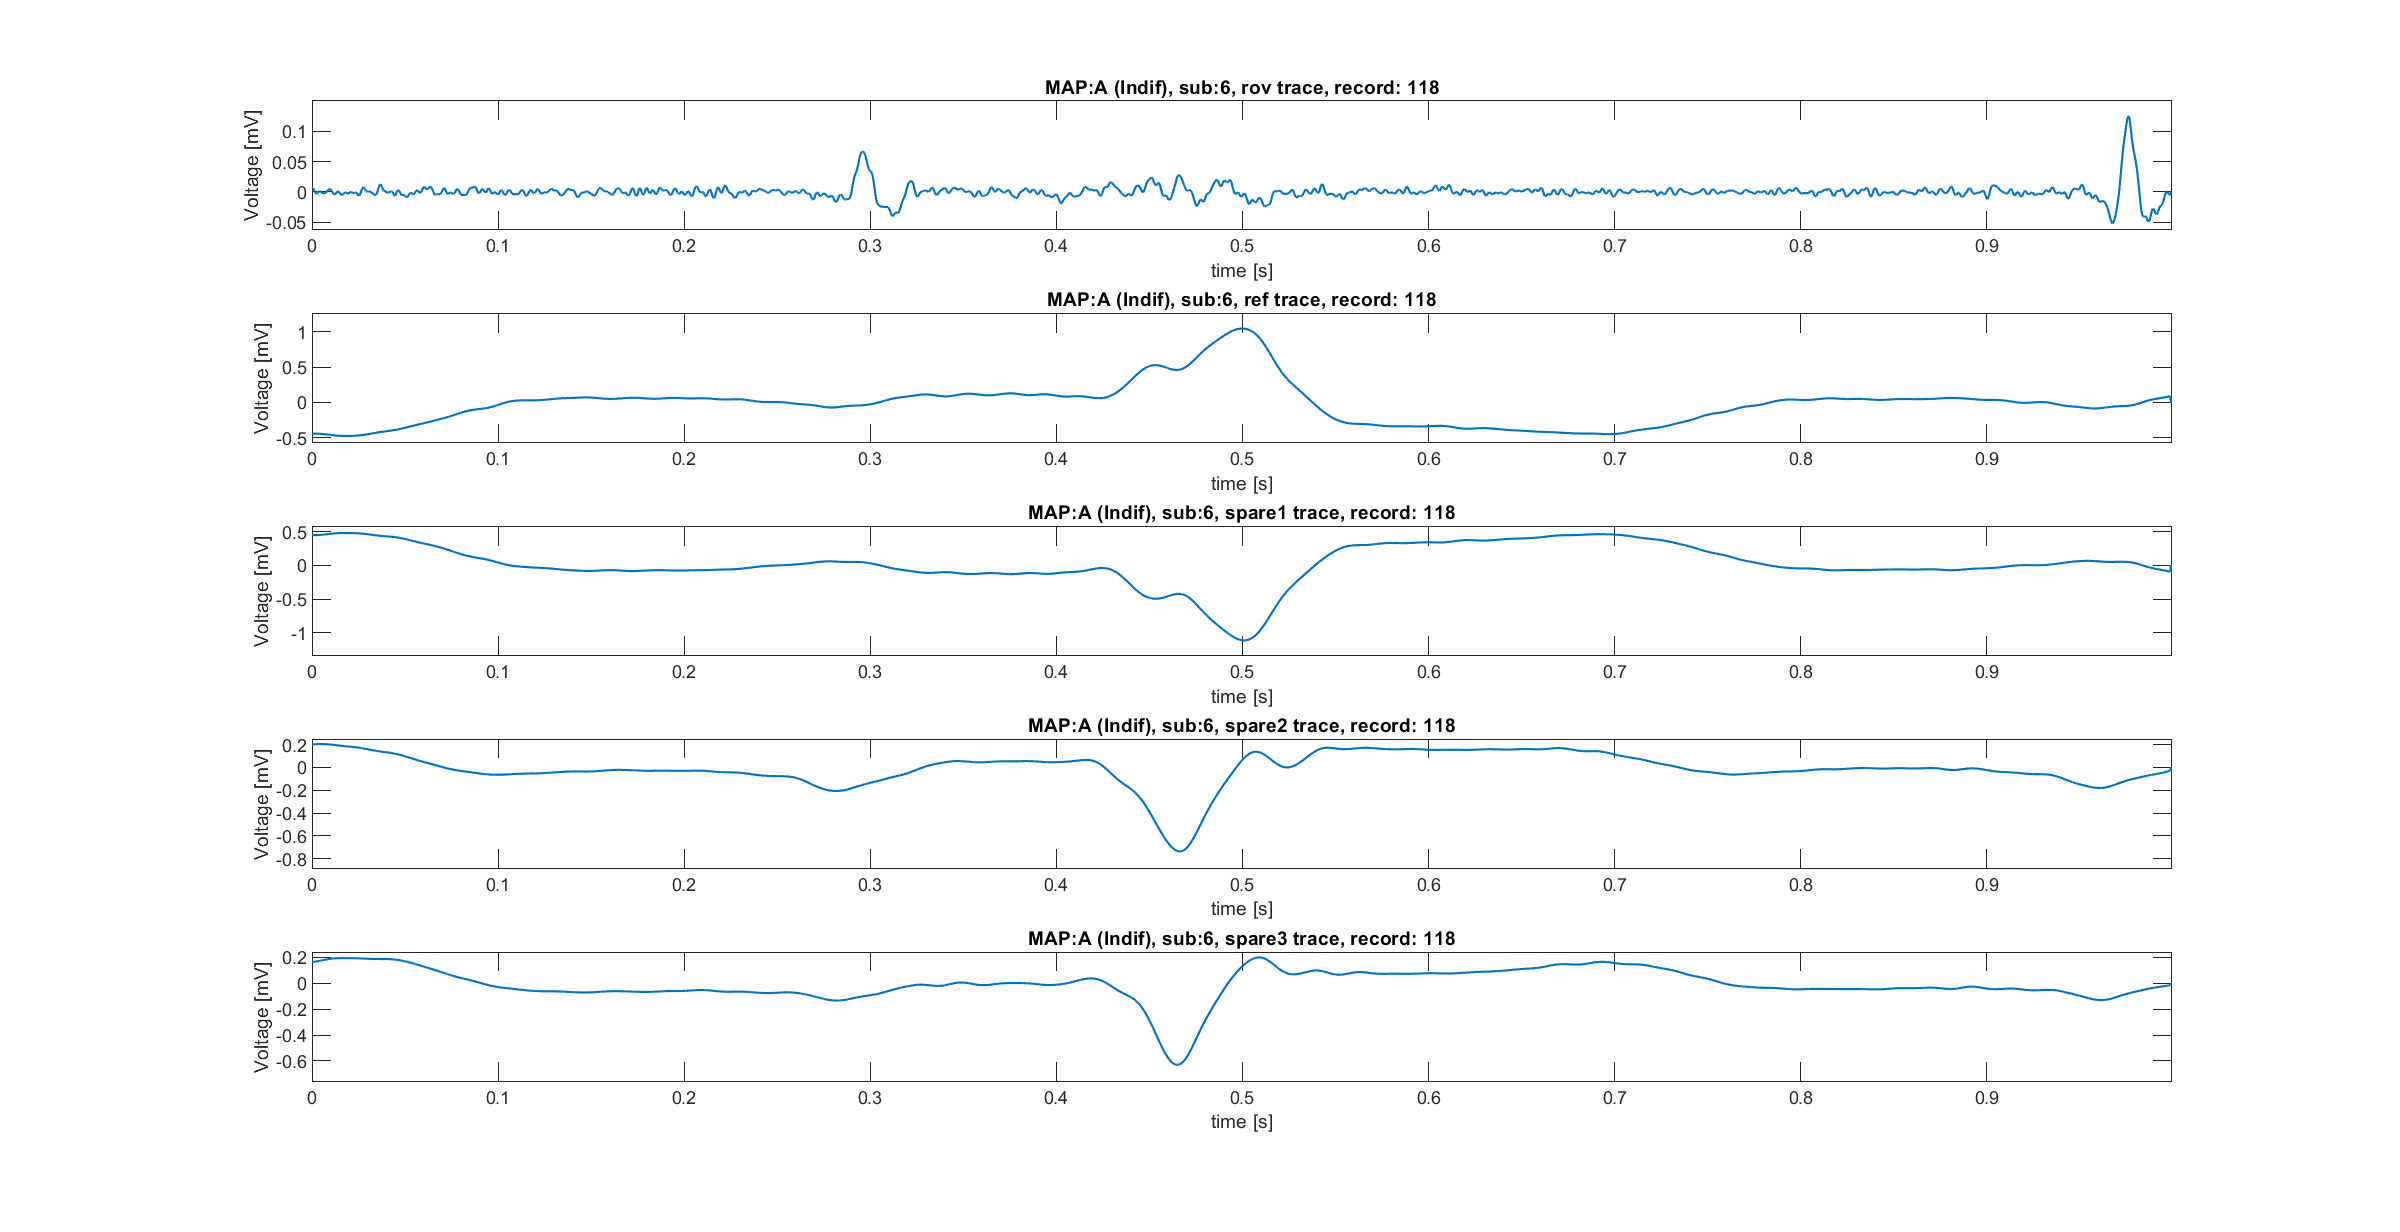 MAP:A (Indif), sub:6, rov trace, record: 118
Voltage [mV]
0.1
0.05
0
-0.05
0 0.1 0.2 0.3 0.4 0.5 0.6 0.7 0.8 0.9
time [s]
MAP:A (Indif), sub:6, ref trace, record: 118
Voltage [mV]
1
0.5
0
-0.5
0 0.1 0.2 0.3 0.4 0.5 0.6 0.7 0.8 0.9
time [s]
MAP:A (Indif), sub:6, spare1 trace, record: 118
Voltage [mV]
0.5
0
-0.5
-1
0 0.1 0.2 0.3 0.4 0.5 0.6 0.7 0.8 0.9
time [s]
MAP:A (Indif), sub:6, spare2 trace, record: 118
Voltage [mV]
0.2
0
-0.2
-0.4
-0.6
-0.8
0 0.1 0.2 0.3 0.4 0.5 0.6 0.7 0.8 0.9
time [s]
MAP:A (Indif), sub:6, spare3 trace, record: 118
Voltage [mV]
0.2
0
-0.2
-0.4
-0.6
0 0.1 0.2 0.3 0.4 0.5 0.6 0.7 0.8 0.9
time [s]